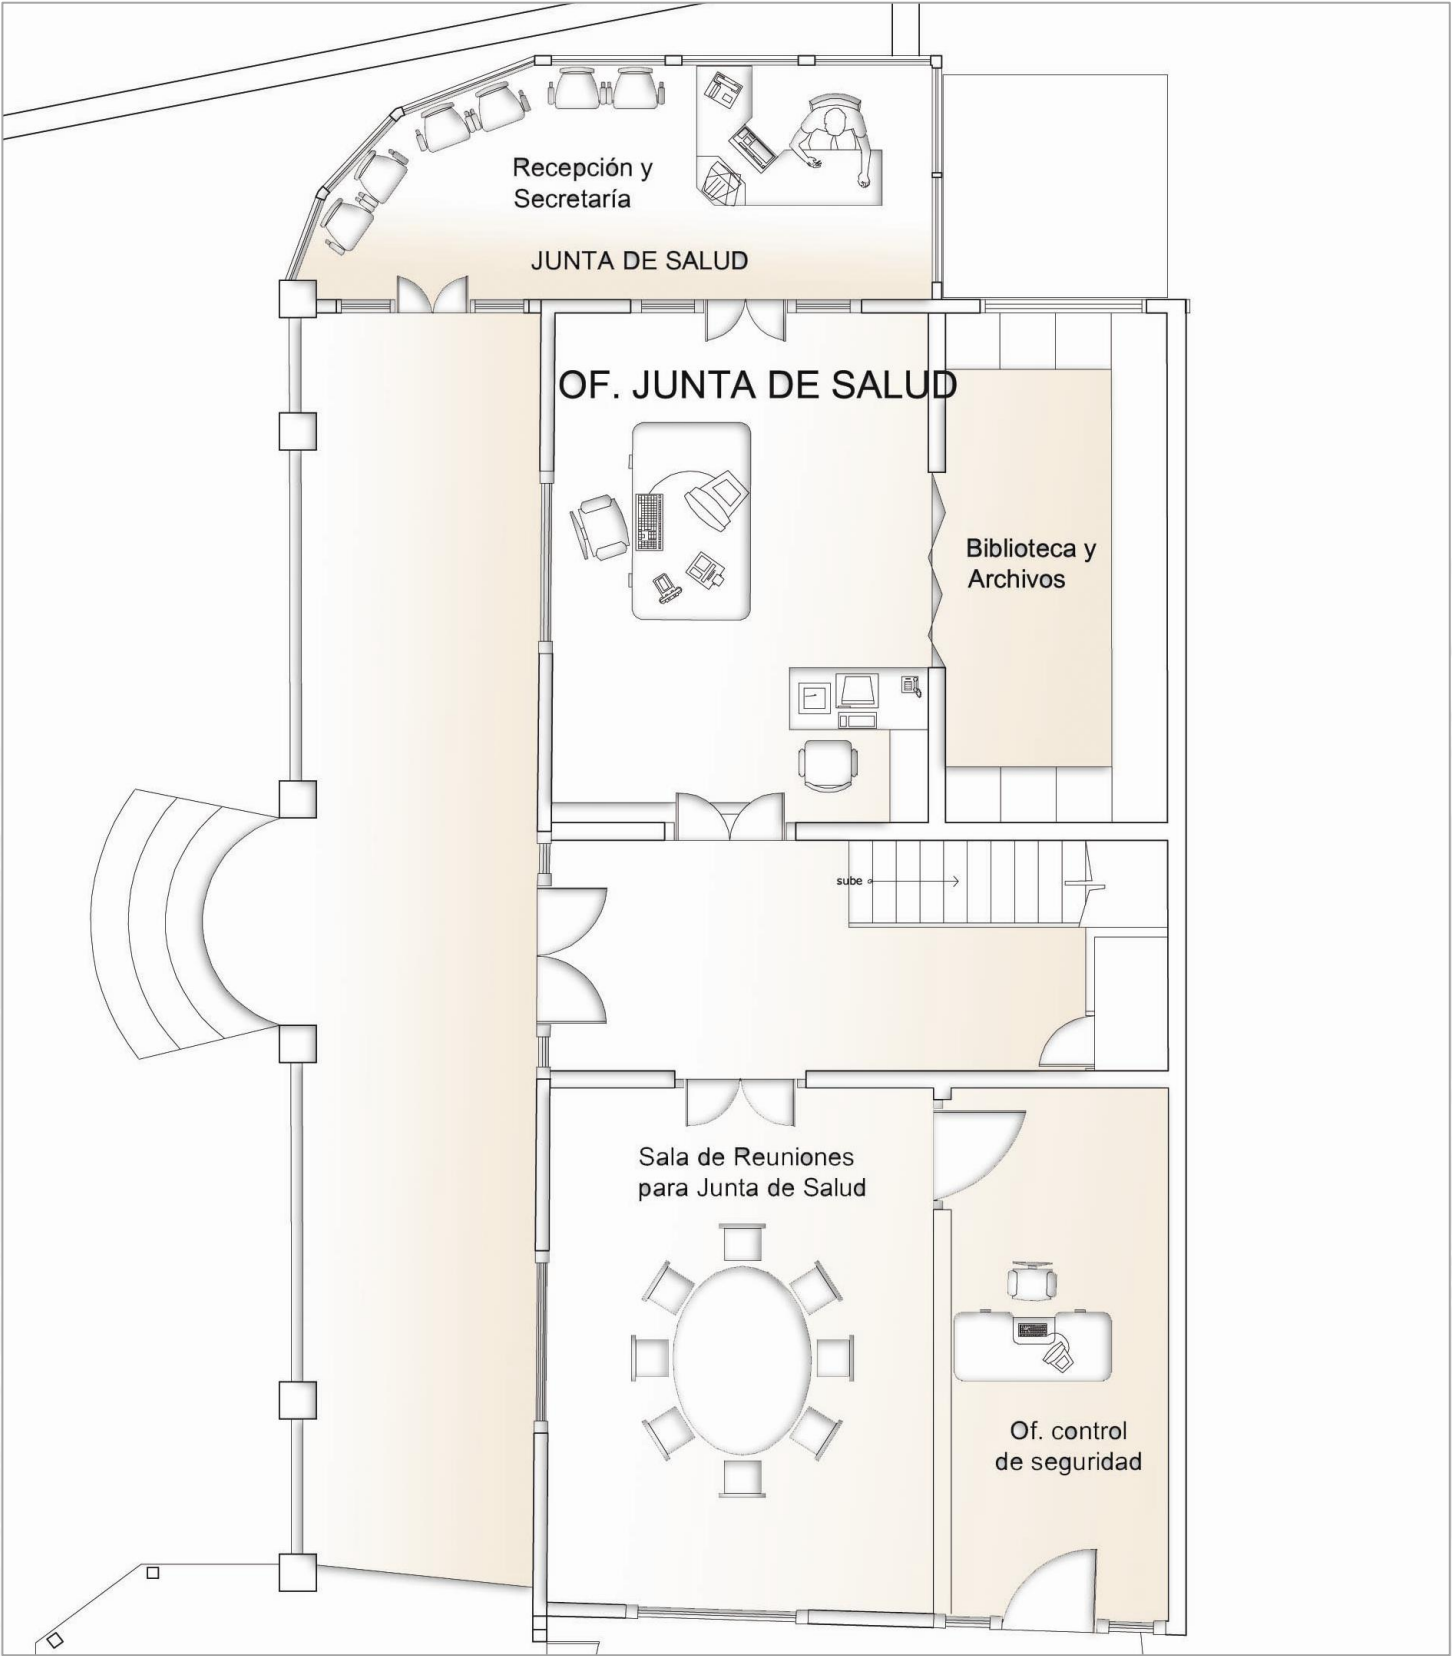 Recepción y
Secretaría
JUNTA DE SALUD
OF. JUNTA DE SALUD
Biblioteca y
Archivos
sube
Sala de Reuniones
para Junta de Salud
Of. control
de seguridad